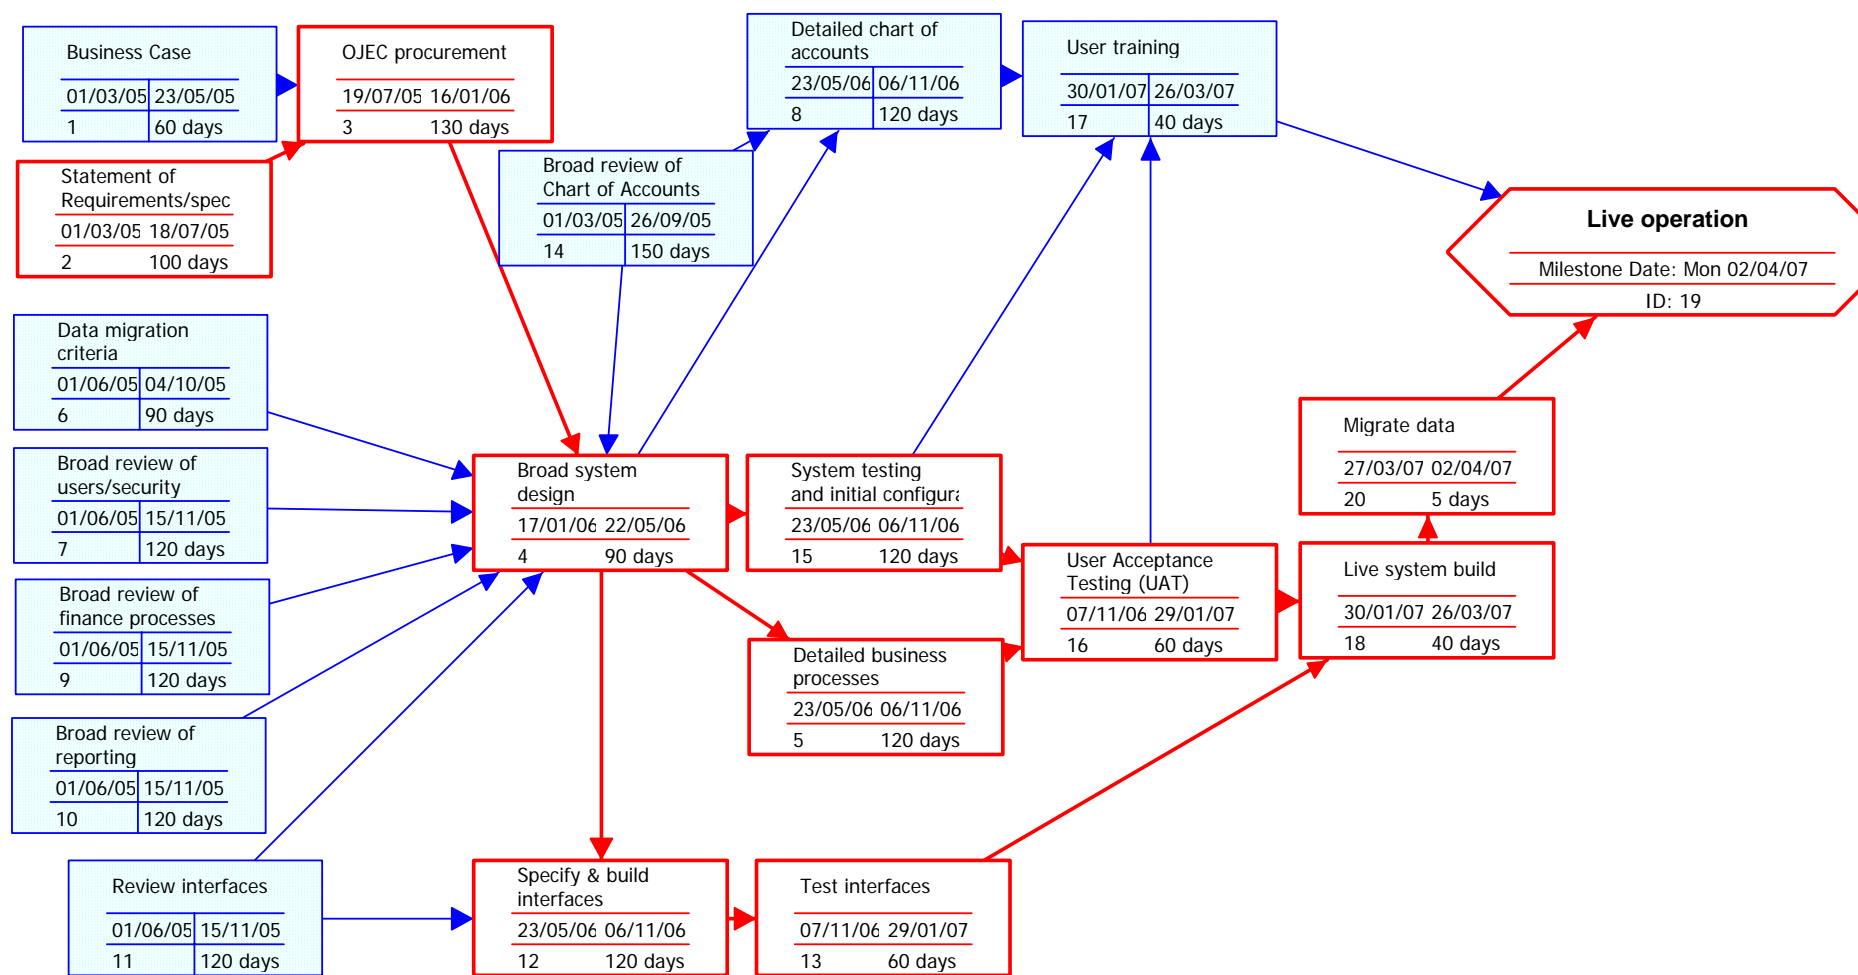 Business Case
01/03/05 23/05/05
1 60 days
OJEC procurement
19/07/05 16/01/06
3 130 days
Detailed chart of
accounts
23/05/06 06/11/06
8 120 days
User training
30/01/07 26/03/07
17 40 days
Statement of
Requirements/spec
01/03/05 18/07/05
2 100 days
Broad review of
Chart of Accounts
01/03/05 26/09/05
14 150 days
Live operation
Milestone Date: Mon 02/04/07
ID: 19
Data migration
criteria
01/06/05 04/10/05
6 90 days
Broad review of
users/security
01/06/05 15/11/05
7 120 days
Broad system
design
17/01/06 22/05/06
4 90 days
System testing
and initial configura
23/05/06 06/11/06
15 120 days
Migrate data
27/03/07 02/04/07
20 5 days
User Acceptance
Testing (UAT)
07/11/06 29/01/07
16 60 days
Live system build
30/01/07 26/03/07
18 40 days
Broad review of
finance processes
01/06/05 15/11/05
9 120 days
Detailed business
processes
23/05/06 06/11/06
5 120 days
Broad review of
reporting
01/06/05 15/11/05
10 120 days
Review interfaces
01/06/05 15/11/05
11 120 days
Specify & build
interfaces
23/05/06 06/11/06
12 120 days
Test interfaces
07/11/06 29/01/07
13 60 days